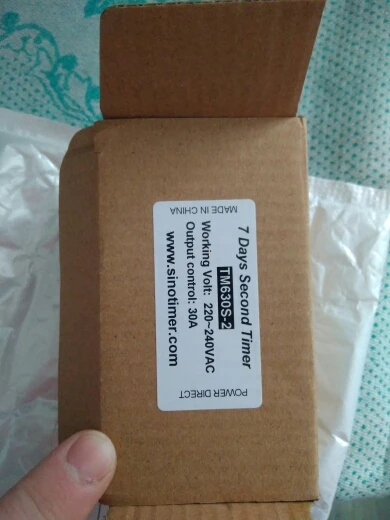 7 Days Second Timer
TM630S-2
Working Volt: 220~240VAC
Output control: 30A
www.sinotimer.com
MADE IN CHINA
POWER DIRECT